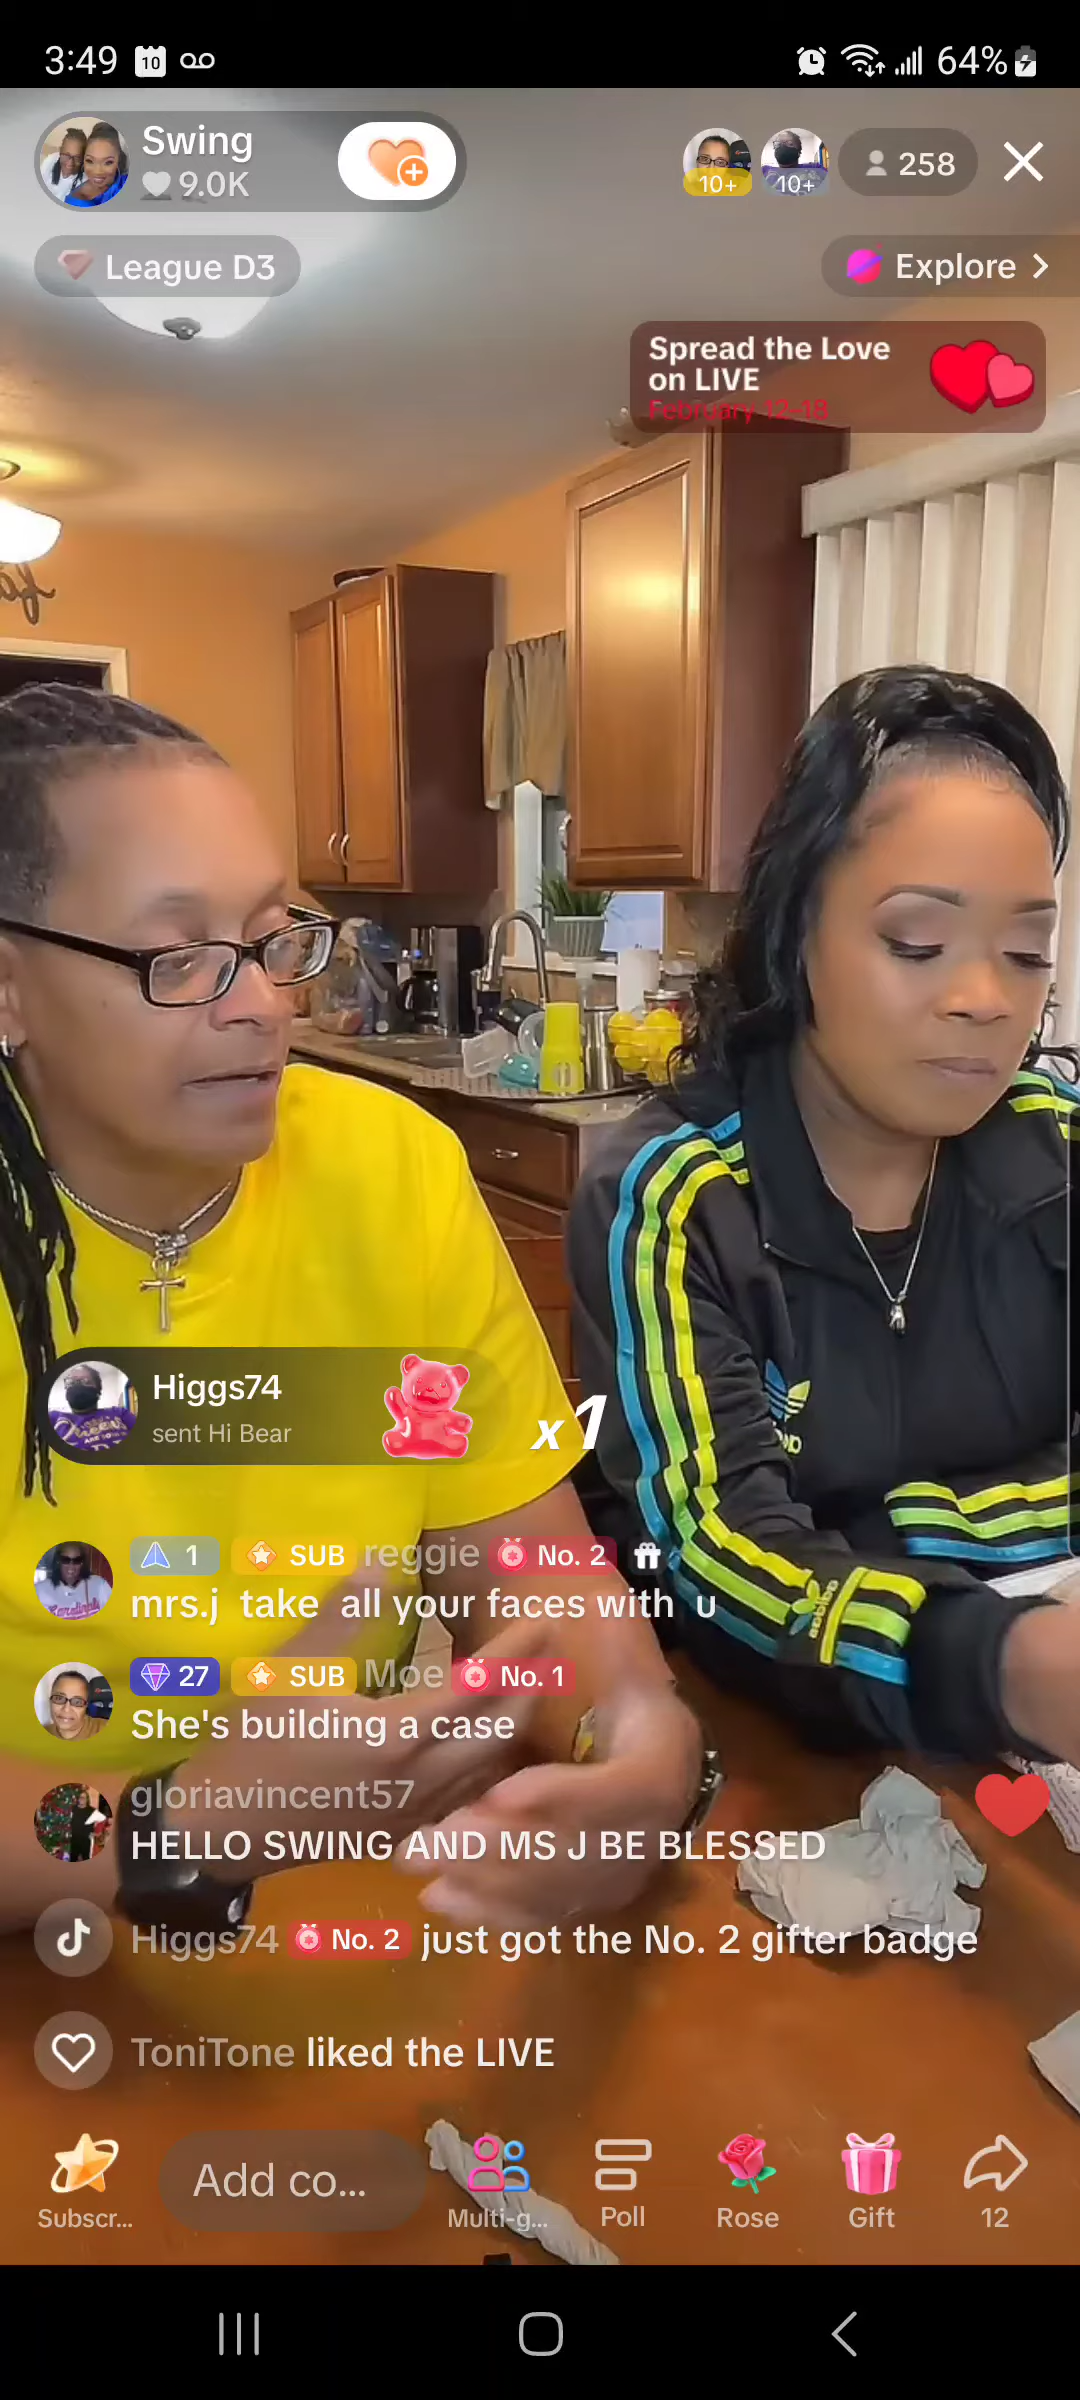 3:49 10 64%
Swing
9.0K
10+ 10+ 258
League D3
Explore
Spread the Love
on LIVE
February 12-18
Higgs74
sent Hi Bear
x1
1 SUB reggie No. 2
mrs.j take all your faces with u
27 SUB Moe No. 1
She's building a case
gloriavincent57
HELLO SWING AND MS J BE BLESSED
Higgs74 No. 2 just got the No. 2 gifter badge
ToniTone liked the LIVE
Add co...
Subscr... Multi-g... Poll Rose Gift 12